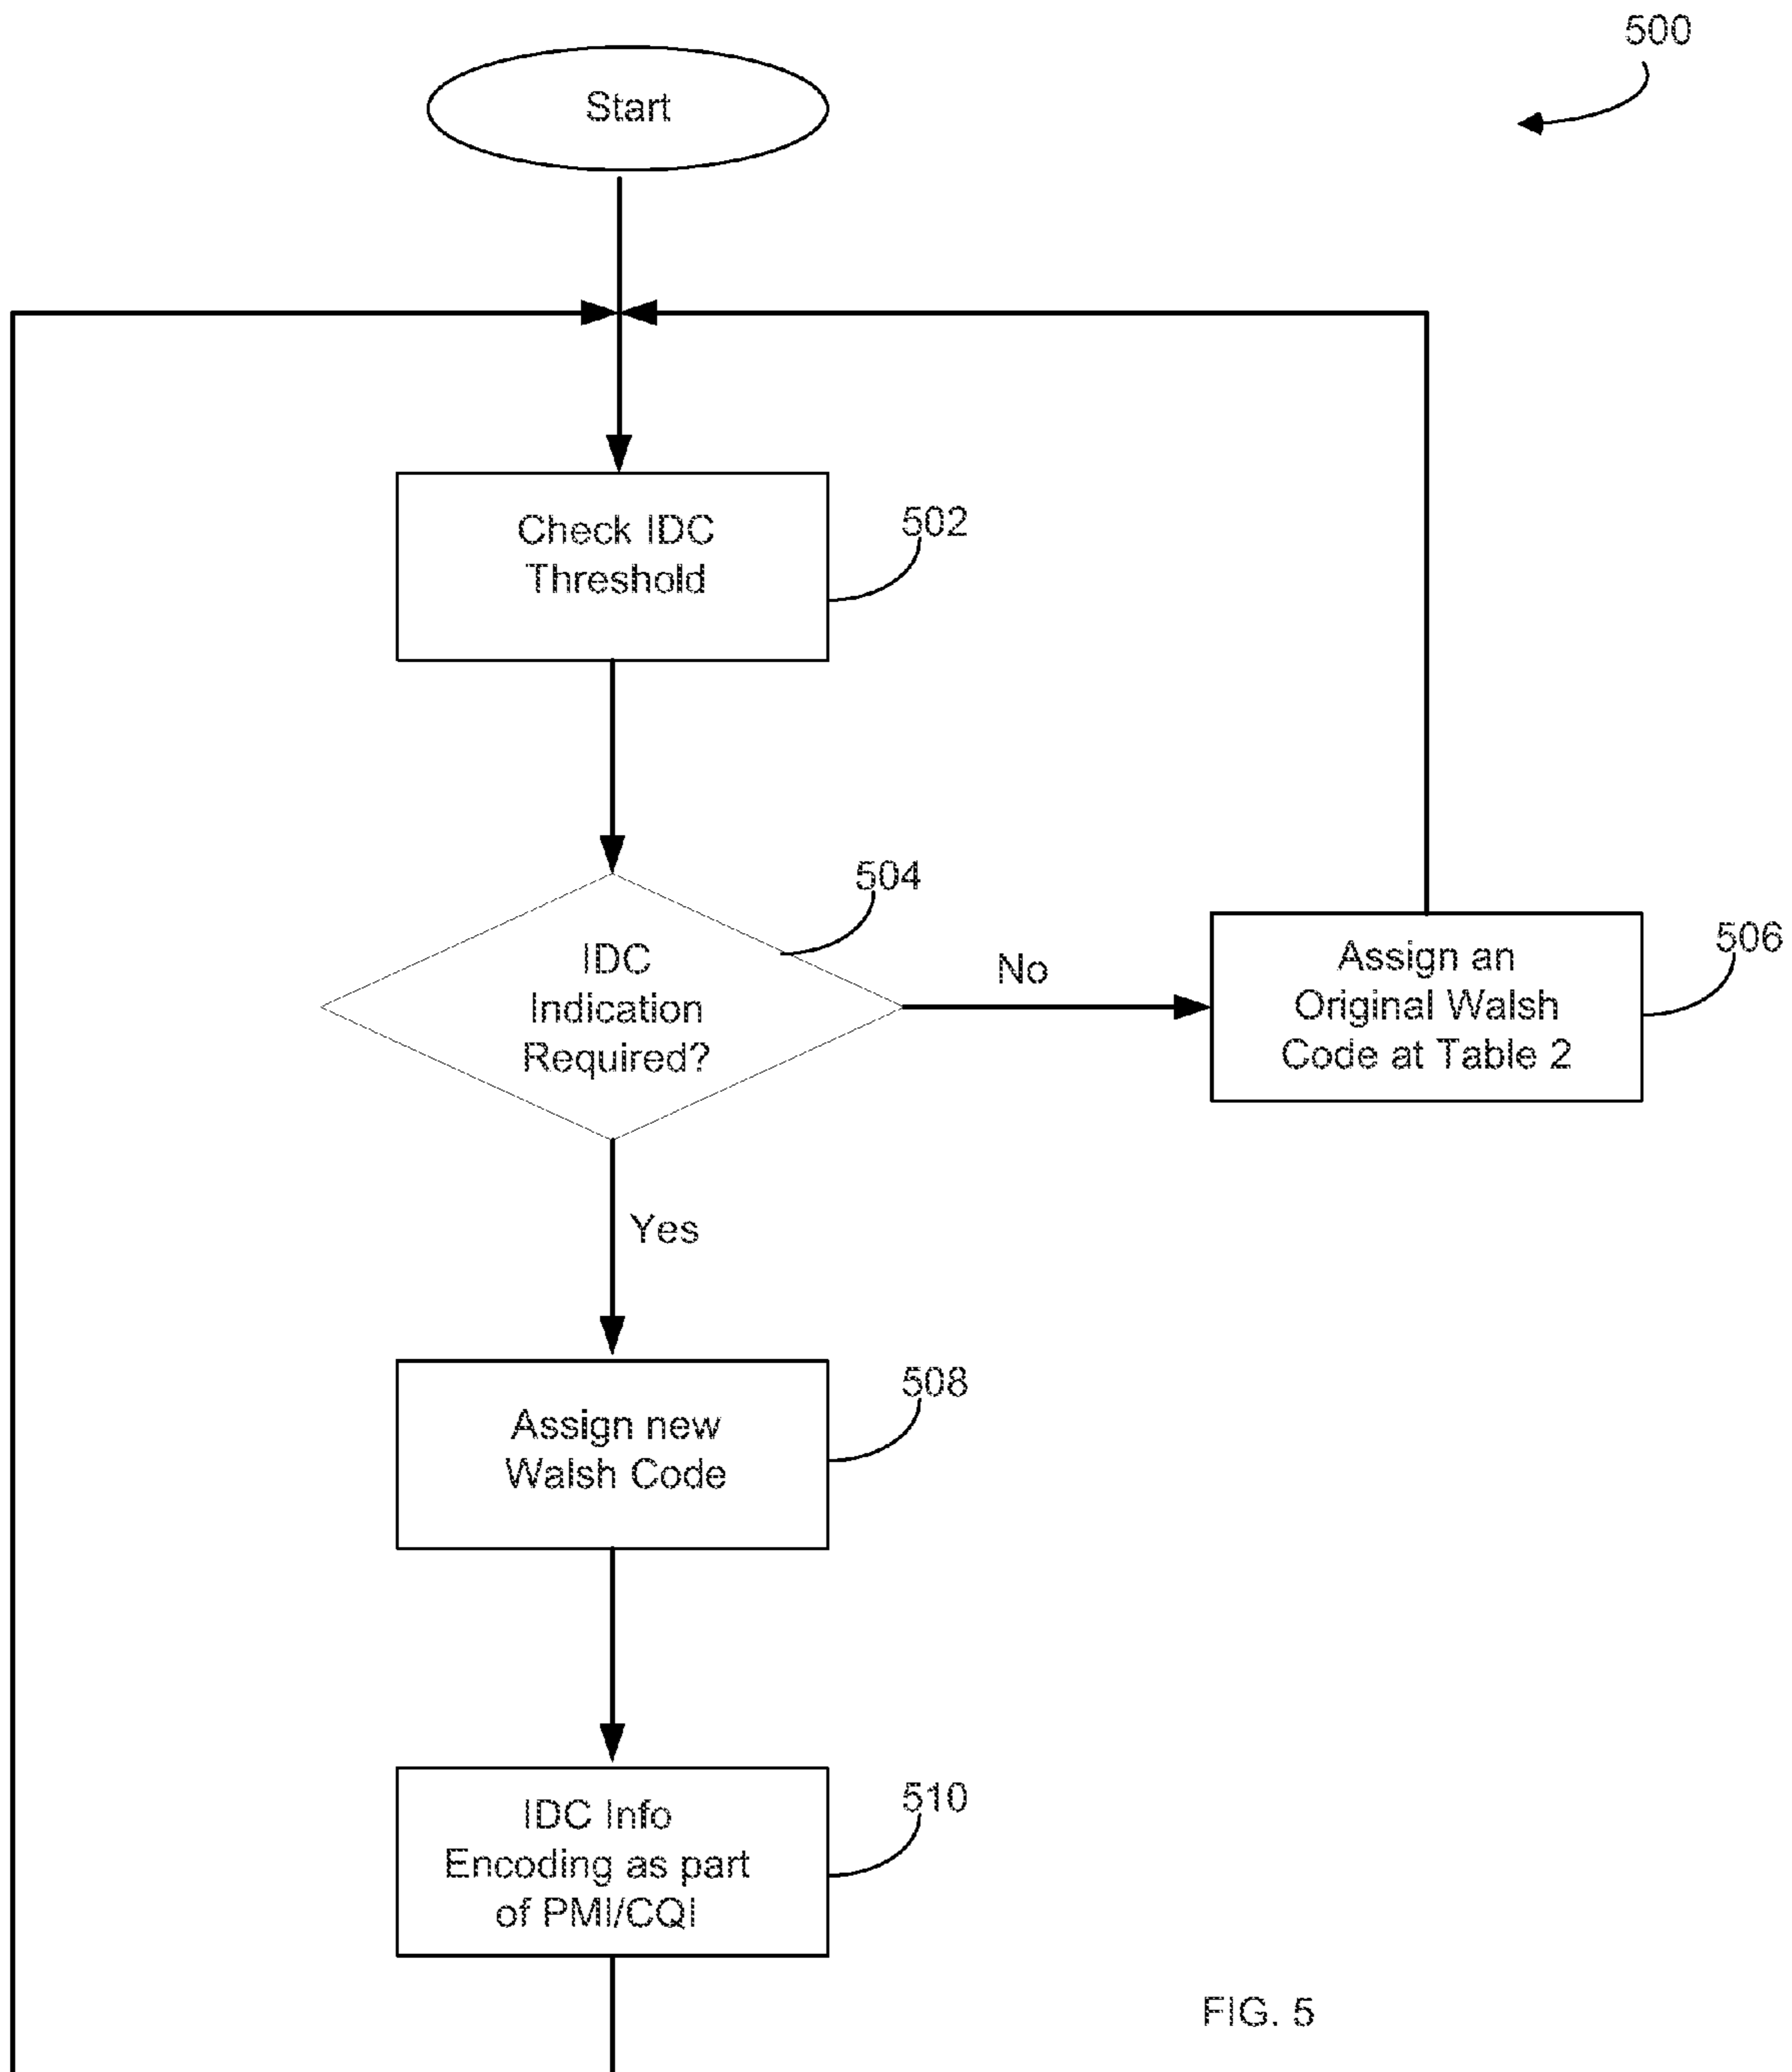 500
Start
Check IDC
Threshold
502
504
IDC
Indication
Required?
No
Assign an
Original Walsh
Code at Table 2
506
Yes
Assign new
Walsh Code
508
IDC Info
Encoding as part
of PMI/CQI
510
FIG. 5